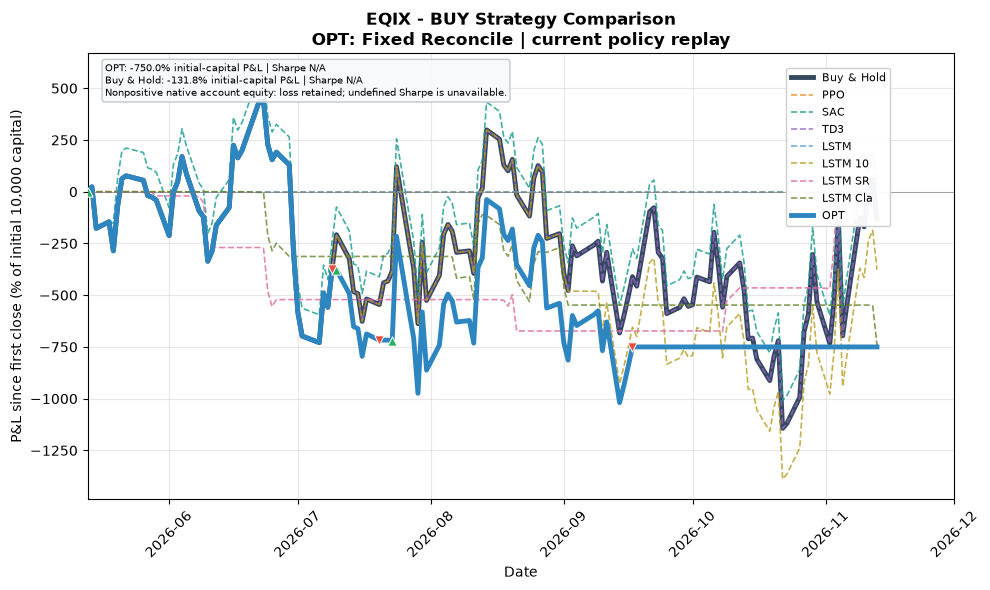 EQIX - BUY Strategy Comparison
OPT: Fixed Reconcile | current policy replay
OPT: -750.0% initial-capital P&L | Sharpe N/A
Buy & Hold: -131.8% initial-capital P&L | Sharpe N/A
Nonpositive native account equity: loss retained; undefined Sharpe is unavailable.
Buy & Hold
PPO
SAC
TD3
LSTM
LSTM 10
LSTM SR
LSTM Cla
OPT
P&L since first close (% of initial 10,000 capital)
500
250
0
−250
−500
−750
−1000
−1250
2026-06
2026-07
2026-08
2026-09
2026-10
2026-11
2026-12
Date